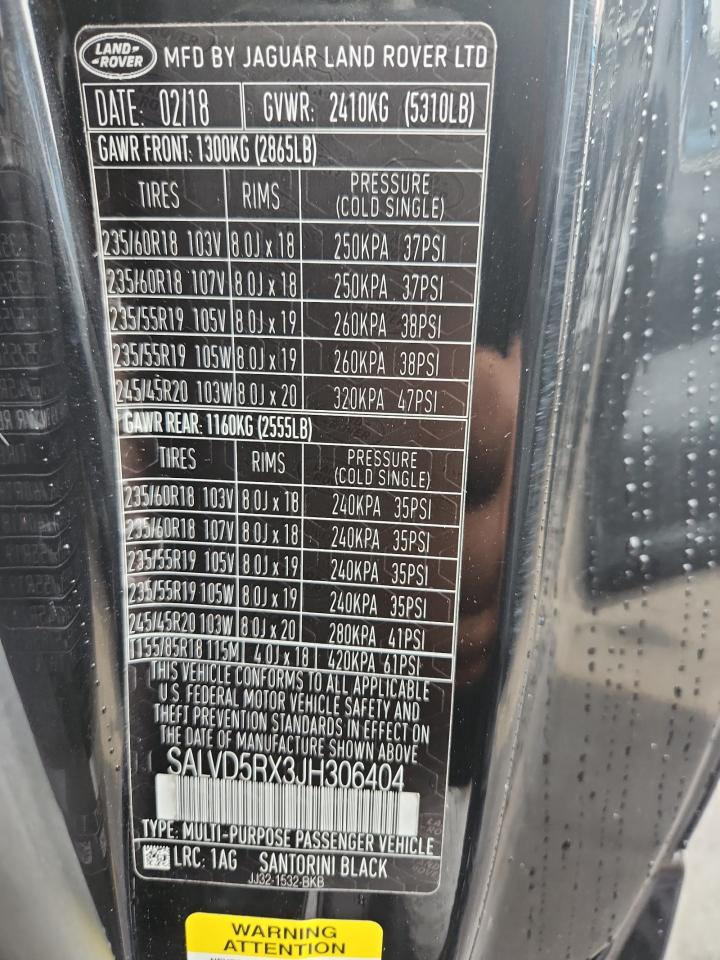 LAND ROVER MFD BY JAGUAR LAND ROVER LTD
DATE: 02/18 GVWR: 2410KG (5310LB)
GAWR FRONT: 1300KG (2865LB)
TIRES RIMS PRESSURE (COLD SINGLE)
235/60R18 103V 8.0J x 18 250KPA 37PSI
235/60R18 107V 8.0J x 18 250KPA 37PSI
235/55R19 105V 8.0J x 19 260KPA 38PSI
235/55R19 105W 8.0J x 19 260KPA 38PSI
245/45R20 103W 8.0J x 20 320KPA 47PSI
GAWR REAR: 1160KG (2555LB)
TIRES RIMS PRESSURE (COLD SINGLE)
235/60R18 103V 8.0J x 18 240KPA 35PSI
235/60R18 107V 8.0J x 18 240KPA 35PSI
235/55R19 105V 8.0J x 19 240KPA 35PSI
235/55R19 105W 8.0J x 19 240KPA 35PSI
245/45R20 103W 8.0J x 20 280KPA 41PSI
T155/85R18 115M 4.0J x 18 420KPA 61PSI
THIS VEHICLE CONFORMS TO ALL APPLICABLE
U S FEDERAL MOTOR VEHICLE SAFETY AND
THEFT PREVENTION STANDARDS IN EFFECT ON
THE DATE OF MANUFACTURE SHOWN ABOVE
SALVD5RX3JH306404
TYPE: MULTI-PURPOSE PASSENGER VEHICLE
LRC: 1AG SANTORINI BLACK
JJ32-1532-BKB
WARNING
ATTENTION